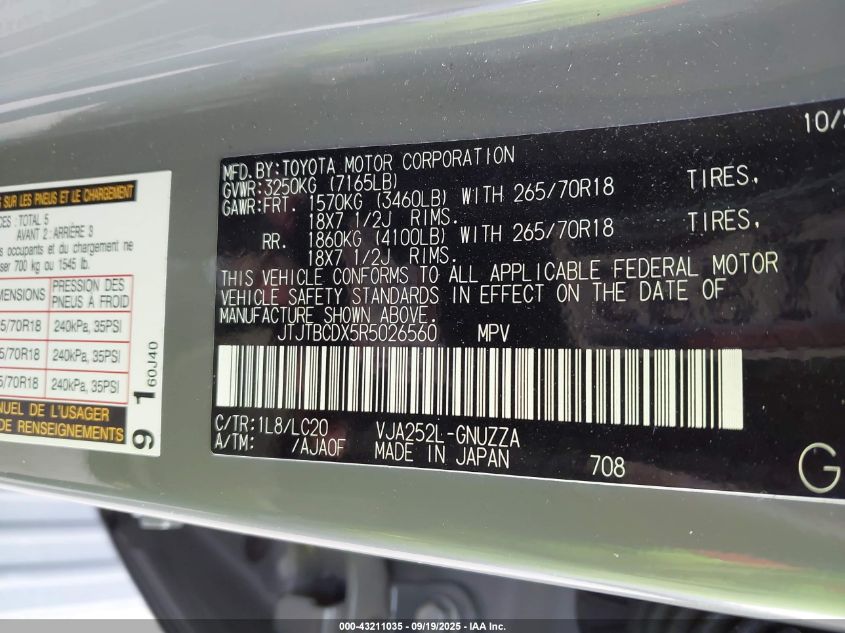 SUR LES PNEUS ET LE CHARGEMENT
TOTAL 5
AVANT 2 : ARRIÈRE 3
occupants et du chargement ne
700 kg ou 1545 lb.
PRESSION DES
PNEUS À FROID
/70R18 240kPa, 35PSI
/70R18 240kPa, 35PSI
/70R18 240kPa, 35PSI
DE L'USAGER
DE RENSEIGNEMENTS
91 60J40
10/
MFD. BY: TOYOTA MOTOR CORPORATION
GVWR: 3250KG (7165LB)
GAWR: FRT. 1570KG (3460LB) WITH 265/70R18 TIRES,
18X7 1/2J RIMS.
RR. 1860KG (4100LB) WITH 265/70R18 TIRES,
18X7 1/2J RIMS.
THIS VEHICLE CONFORMS TO ALL APPLICABLE FEDERAL MOTOR
VEHICLE SAFETY STANDARDS IN EFFECT ON THE DATE OF
MANUFACTURE SHOWN ABOVE.
JTJTBCDX5R5026560 MPV
C/TR: 1L8/LC20 VJA252L-GNUZZA
A/TM: /AJA0F MADE IN JAPAN 708
G
000-43211035 - 09/19/2025 - IAA Inc.